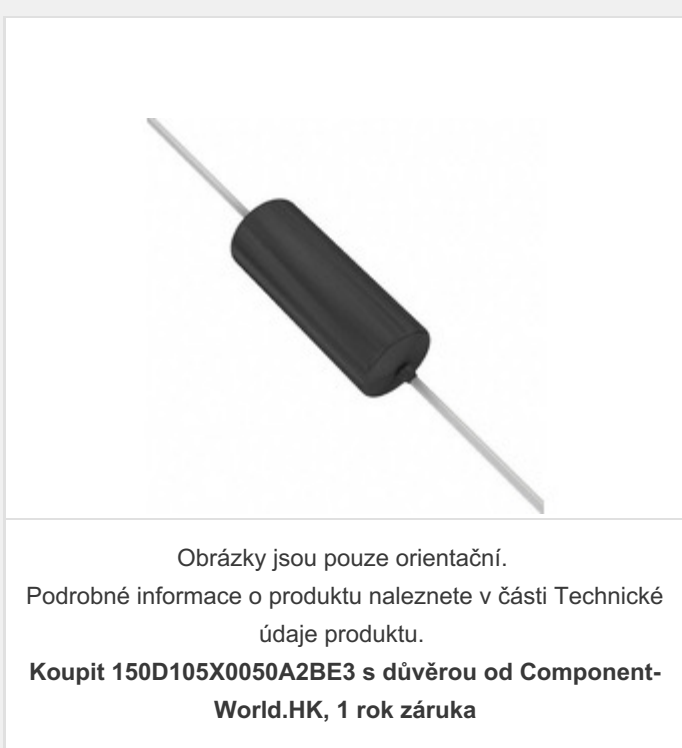 Obrázky jsou pouze orientační.
Podrobné informace o produktu naleznete v části Technické
údaje produktu.
Koupit 150D105X0050A2BE3 s důvěrou od Component-
World.HK, 1 rok záruka